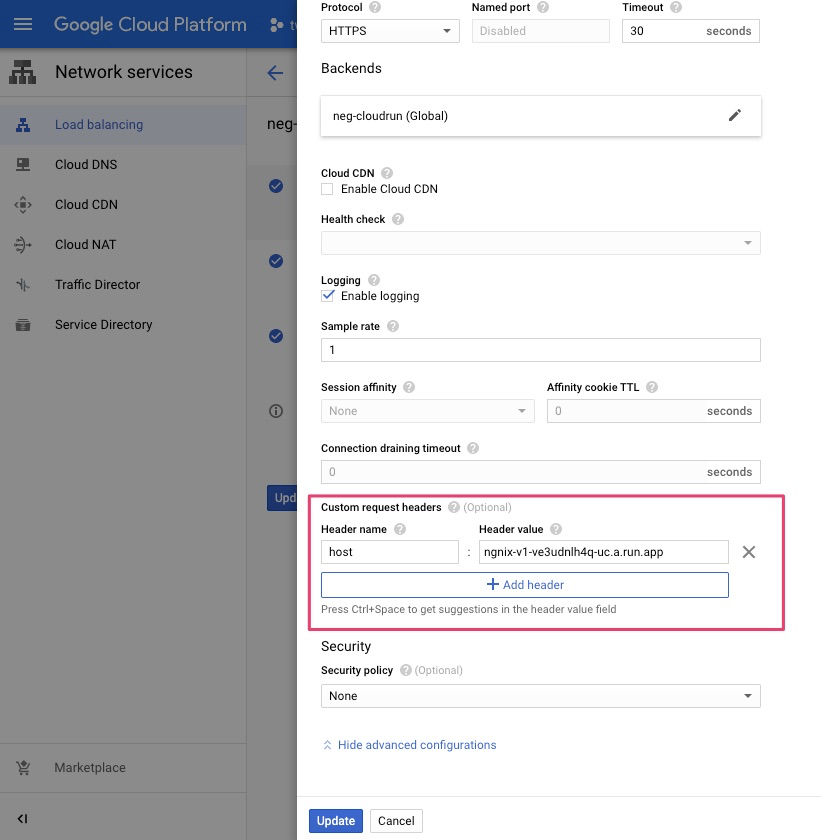 Google Cloud Platform
Network services
Load balancing
Cloud DNS
Cloud CDN
Cloud NAT
Traffic Director
Service Directory
Marketplace
neg-
Upd
Protocol
Named port
Timeout
HTTPS
Disabled
30 seconds
Backends
neg-cloudrun (Global)
Cloud CDN
Enable Cloud CDN
Health check
Logging
Enable logging
Sample rate
1
Session affinity
Affinity cookie TTL
None
0 seconds
Connection draining timeout
0 seconds
Custom request headers (Optional)
Header name
Header value
host : ngnix-v1-ve3udnlh4q-uc.a.run.app
Add header
Press Ctrl+Space to get suggestions in the header value field
Security
Security policy (Optional)
None
Hide advanced configurations
Update
Cancel